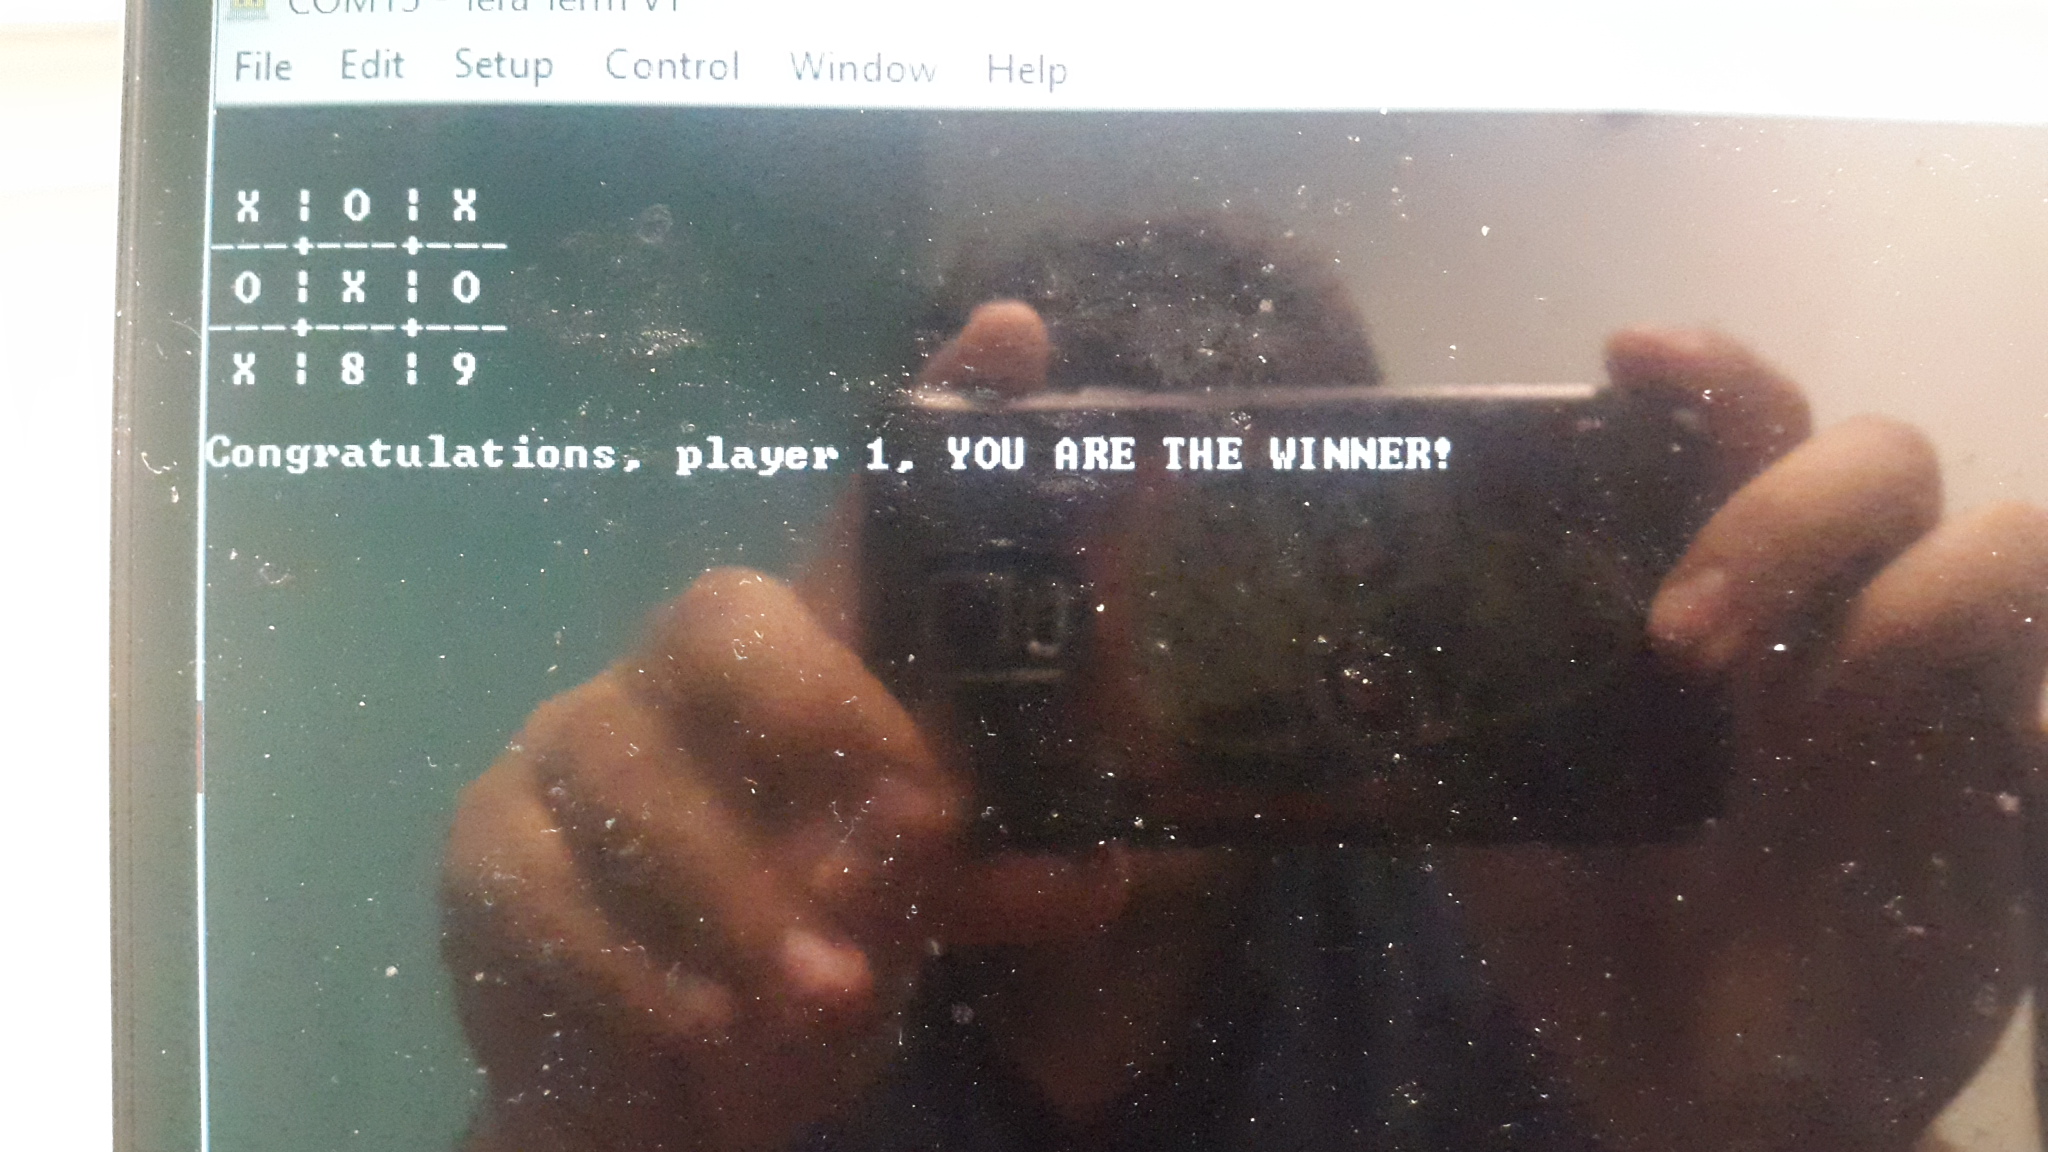 COM15 - Tera Term VT
File Edit Setup Control Window Help
X | O | X
---+---+---
O | X | O
---+---+---
X | 8 | 9
Congratulations, player 1, YOU ARE THE WINNER!